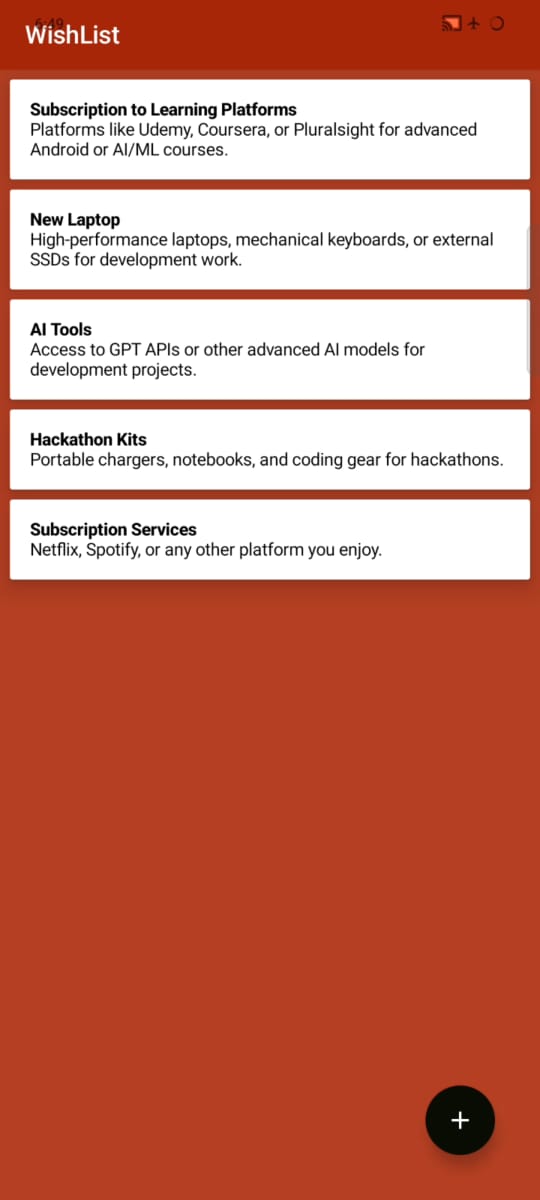 6:49
WishList
Subscription to Learning Platforms
Platforms like Udemy, Coursera, or Pluralsight for advanced
Android or AI/ML courses.
New Laptop
High-performance laptops, mechanical keyboards, or external
SSDs for development work.
AI Tools
Access to GPT APIs or other advanced AI models for
development projects.
Hackathon Kits
Portable chargers, notebooks, and coding gear for hackathons.
Subscription Services
Netflix, Spotify, or any other platform you enjoy.
+